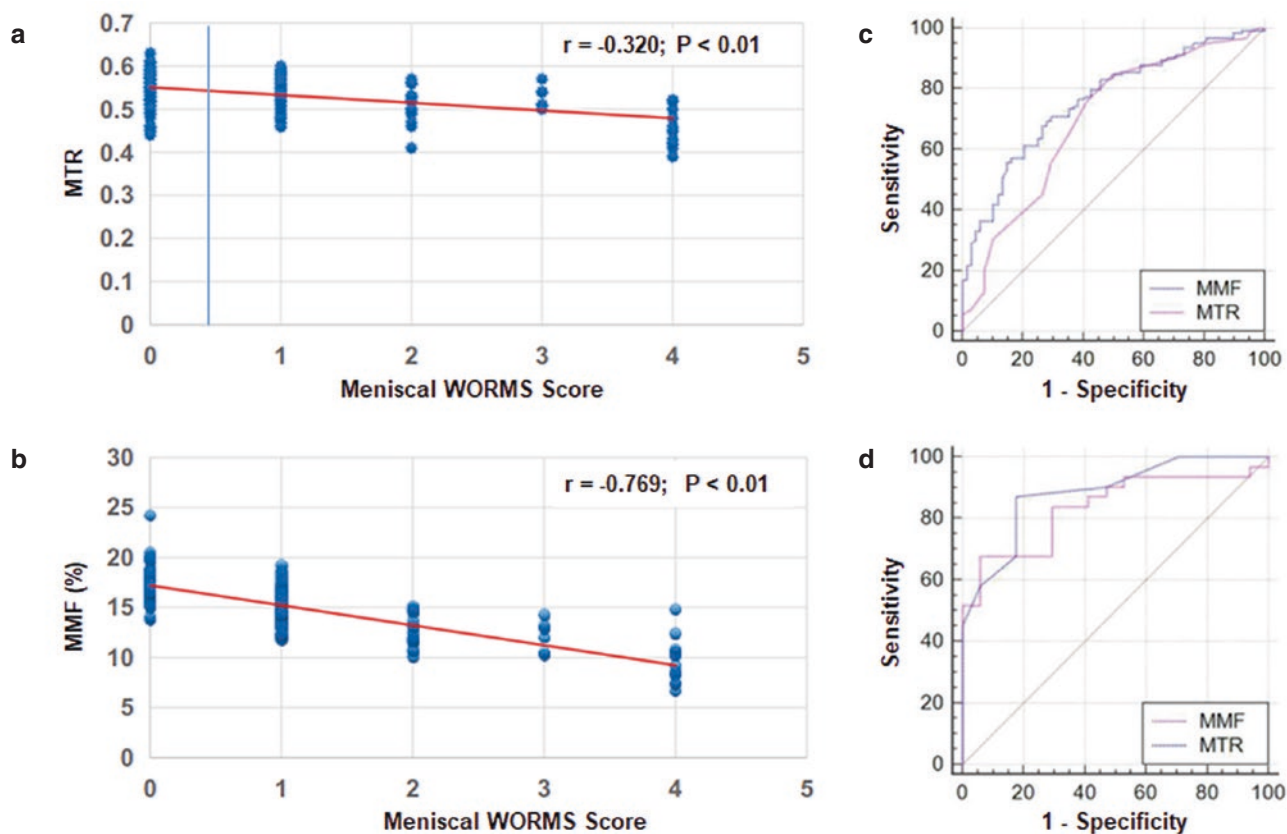 a
0.7
r = -0.320; P < 0.01
0.6
0.5
0.4
0.3
0.2
0.1
0
MTR
0 1 2 3 4 5
Meniscal WORMS Score
b
30
r = -0.769; P < 0.01
25
20
15
10
5
0
MMF (%)
0 1 2 3 4 5
Meniscal WORMS Score
c
100
80
60
40
20
0
Sensitivity
MMF
MTR
0 20 40 60 80 100
1 - Specificity
d
100
80
60
40
20
0
Sensitivity
MMF
MTR
0 20 40 60 80 100
1 - Specificity